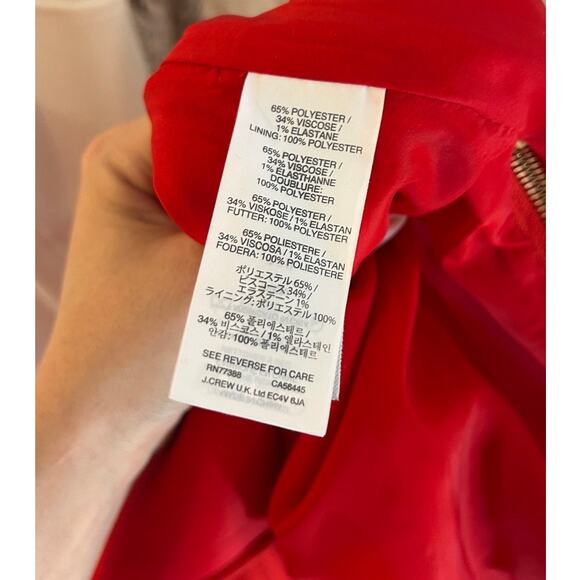 65% POLYESTER /
34% VISCOSE /
1% ELASTANE
LINING: 100% POLYESTER
65% POLYESTER /
34% VISCOSE /
1% ÉLASTHANNE
DOUBLURE:
100% POLYESTER
65% POLYESTER /
34% VISKOSE / 1% ELASTAN
FUTTER: 100% POLYESTER
65% POLIESTERE /
34% VISCOSA / 1% ELASTAN
FODERA: 100% POLIESTERE
ポリエステル 65% /
ビスコース 34% /
エラステーン 1%
ライニング: ポリエステル 100%
65% 폴리에스테르 /
34% 비스코스 / 1% 엘라스테인
안감: 100% 폴리에스테르
SEE REVERSE FOR CARE
RN77388 CA56445
J.CREW U.K. Ltd EC4V 6JA